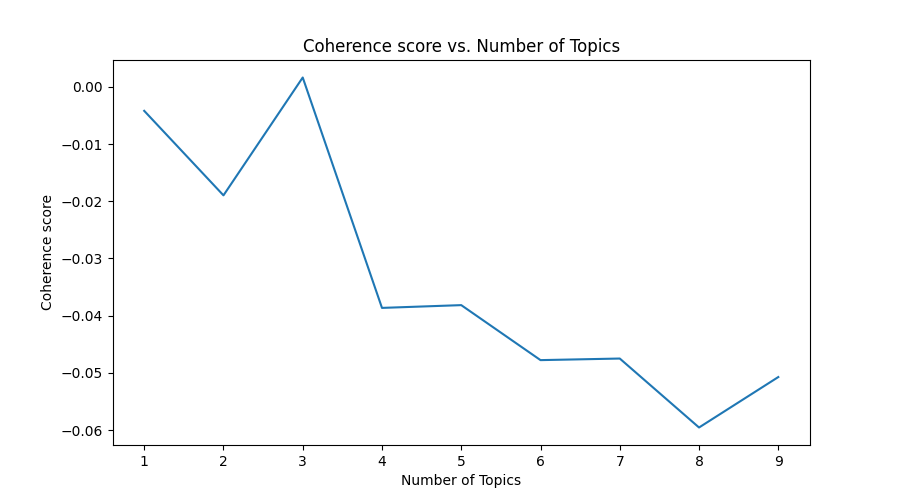 Coherence score vs. Number of Topics
0.00
−0.01
−0.02
−0.03
−0.04
−0.05
−0.06
Coherence score
1 2 3 4 5 6 7 8 9
Number of Topics